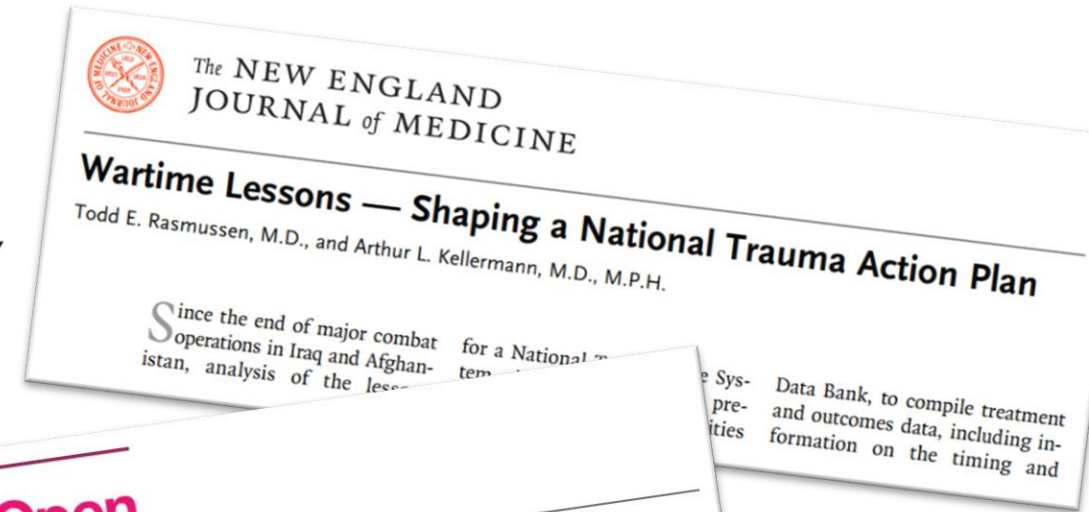 The NEW ENGLAND
JOURNAL of MEDICINE
Wartime Lessons — Shaping a National Trauma Action Plan
Todd E. Rasmussen, M.D., and Arthur L. Kellermann, M.D., M.P.H.
Since the end of major combat
operations in Iraq and Afghan-
istan, analysis of the
for a National
Sys-
pre-
ities
Data Bank, to compile treatment
and outcomes data, including in-
formation on the timing and
Open